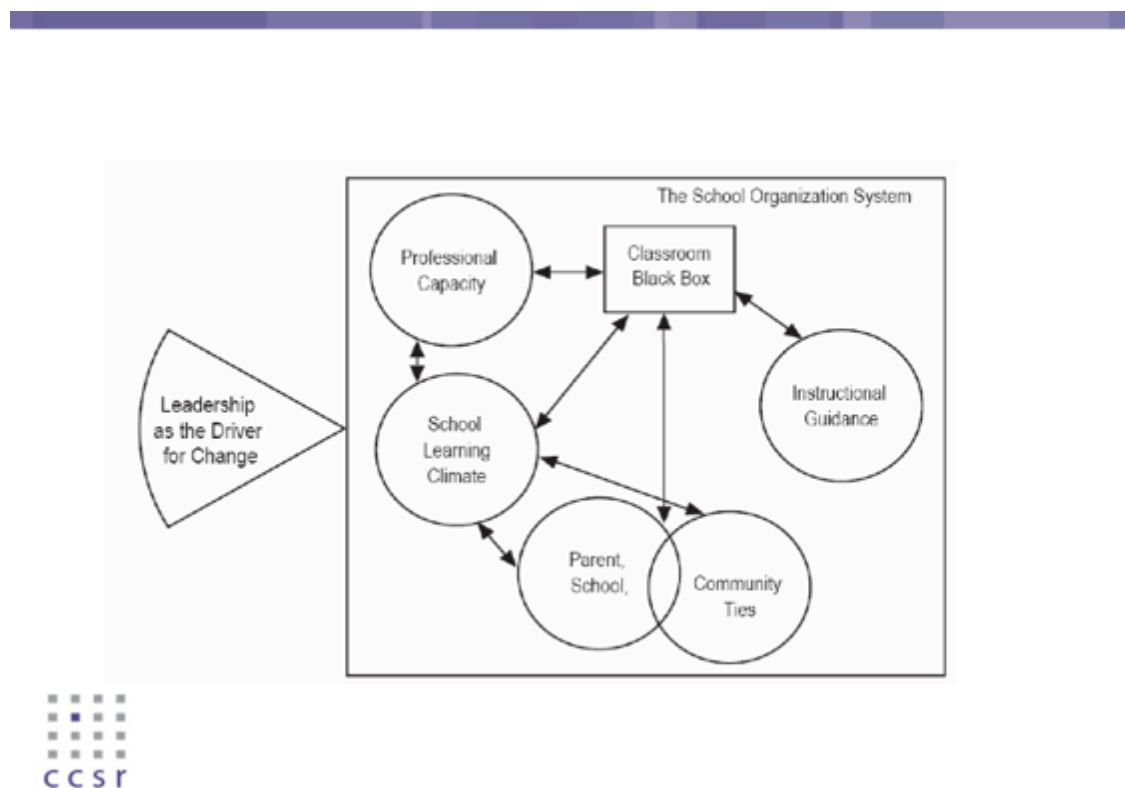 The School Organization System
Professional
Capacity
Classroom
Black Box
Instructional
Guidance
Leadership
as the Driver
for Change
School
Learning
Climate
Parent,
School,
Community
Ties
ccsr